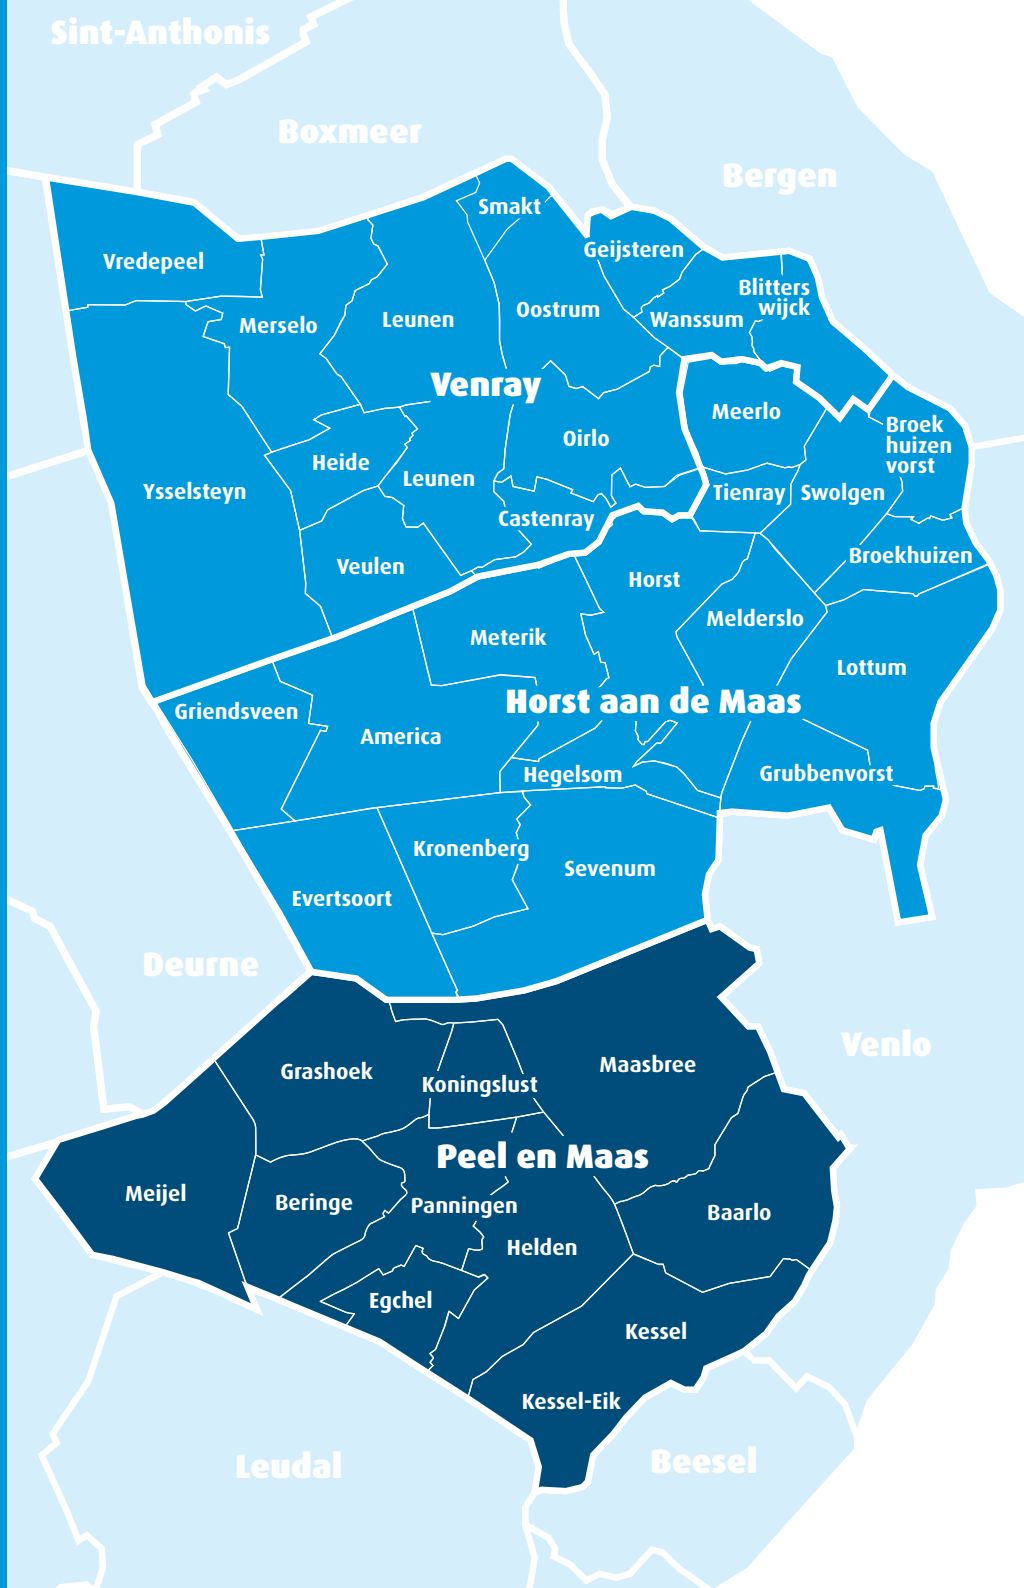 Sint-Anthonis
Boxmeer
Bergen
Smakt
Geijsteren
Vredepeel
Blitters
wijck
Oostrum
Leunen
Wanssum
Merselo
Venray
Meerlo
Broek
huizen
vorst
Oirlo
Heide
Leunen
Ysselsteyn
Tienray
Swolgen
Castenray
Broekhuizen
Veulen
Horst
Melderslo
Meterik
Lottum
Horst aan de Maas
Griendsveen
America
Hegelsom
Grubbenvorst
Kronenberg
Sevenum
Evertsoort
Deurne
Venlo
Maasbree
Grashoek
Koningslust
Peel en Maas
Meijel
Beringe
Panningen
Baarlo
Helden
Egchel
Kessel
Kessel-Eik
Leudal
Beesel